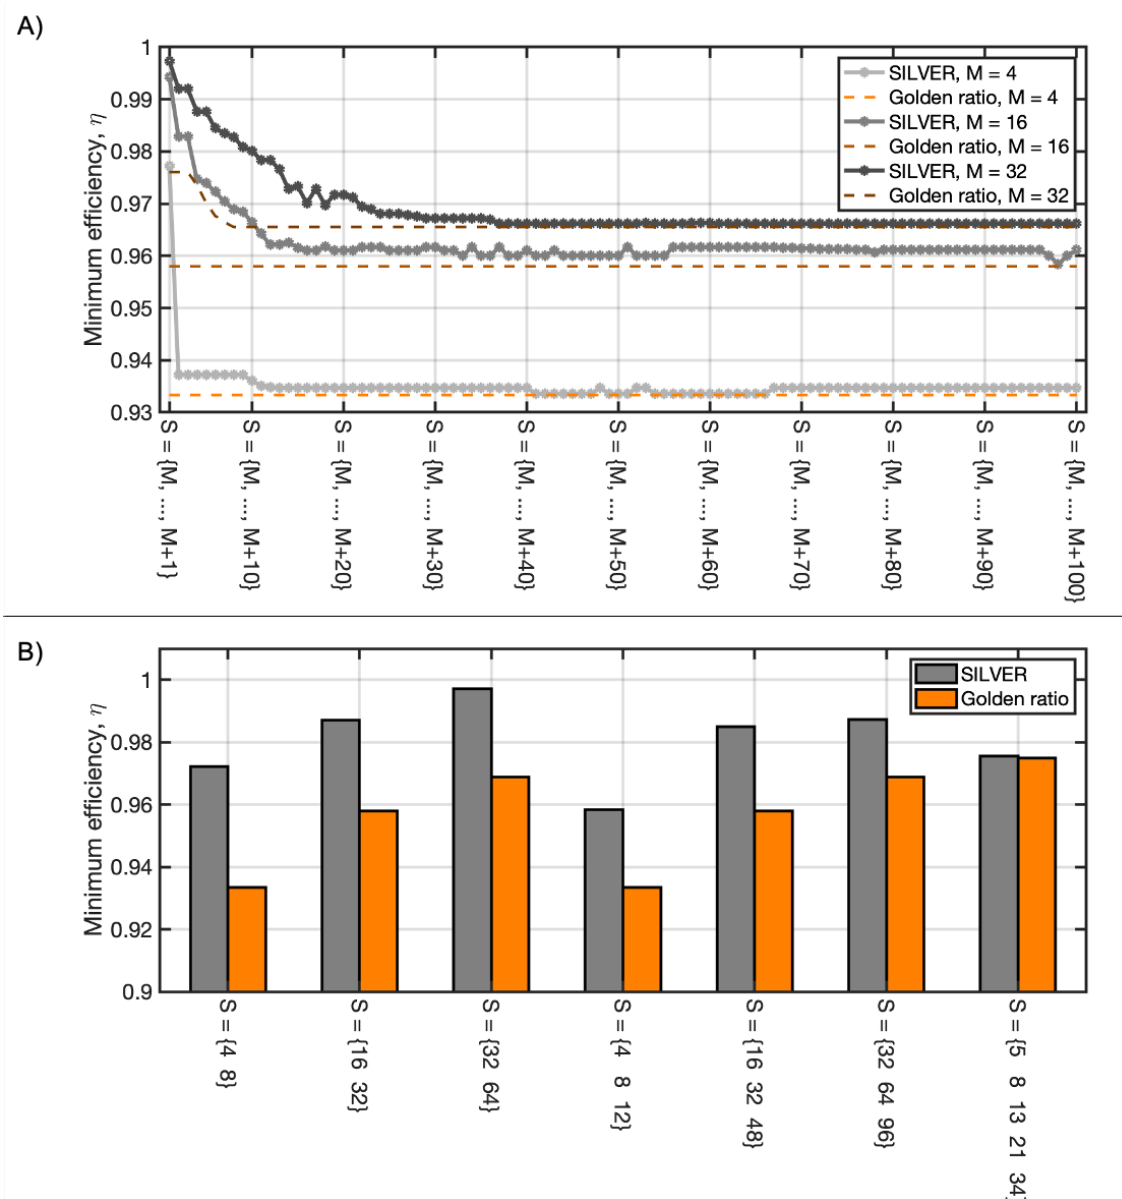 A)
Minimum efficiency, η
1
0.99
0.98
0.97
0.96
0.95
0.94
0.93
SILVER, M = 4
Golden ratio, M = 4
SILVER, M = 16
Golden ratio, M = 16
SILVER, M = 32
Golden ratio, M = 32
S = {M, ..., M+1}
S = {M, ..., M+10}
S = {M, ..., M+20}
S = {M, ..., M+30}
S = {M, ..., M+40}
S = {M, ..., M+50}
S = {M, ..., M+60}
S = {M, ..., M+70}
S = {M, ..., M+80}
S = {M, ..., M+90}
S = {M, ..., M+100}
B)
Minimum efficiency, η
1
0.98
0.96
0.94
0.92
0.9
SILVER
Golden ratio
S = {4 8}
S = {16 32}
S = {32 64}
S = {4 8 12}
S = {16 32 48}
S = {32 64 96}
S = {5 8 13 21 34}